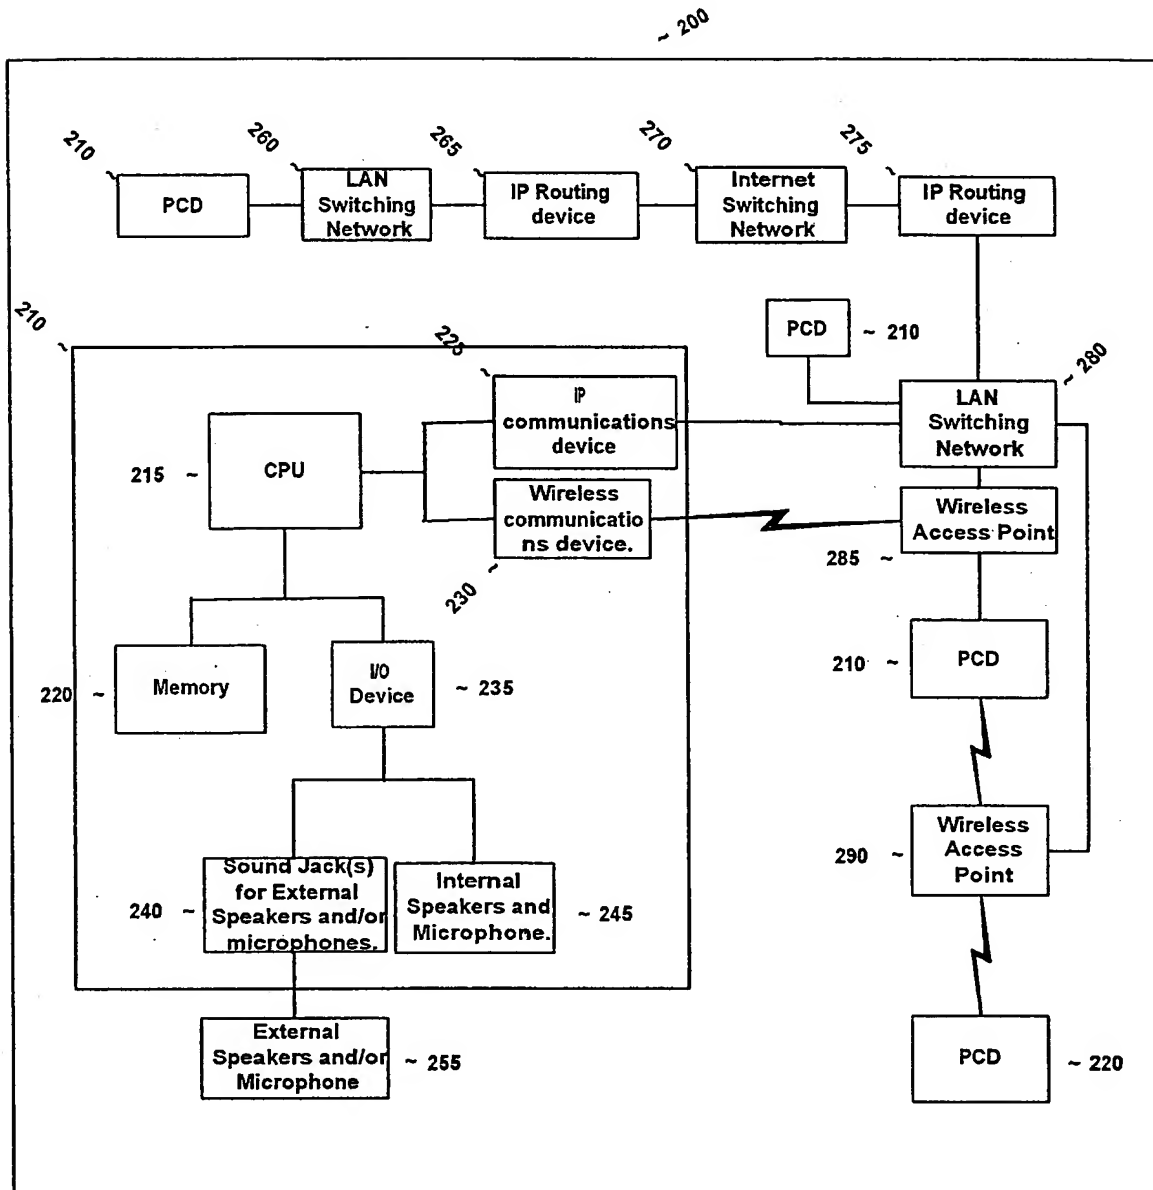 ~ 200
210 ~
260 ~
265 ~
270 ~
275 ~
PCD
LAN
Switching
Network
IP Routing
device
Internet
Switching
Network
IP Routing
device
210 ~
225 ~
PCD
~ 210
~ 280
IP
communications
device
LAN
Switching
Network
215 ~
CPU
Wireless
communicatio
ns device.
230 ~
Wireless
Access Point
285 ~
220 ~
Memory
I/O
Device
~ 235
210 ~
PCD
290 ~
Wireless
Access
Point
240 ~
Sound Jack(s)
for External
Speakers and/or
microphones.
Internal
Speakers and
Microphone.
~ 245
External
Speakers and/or
Microphone
~ 255
PCD
~ 220